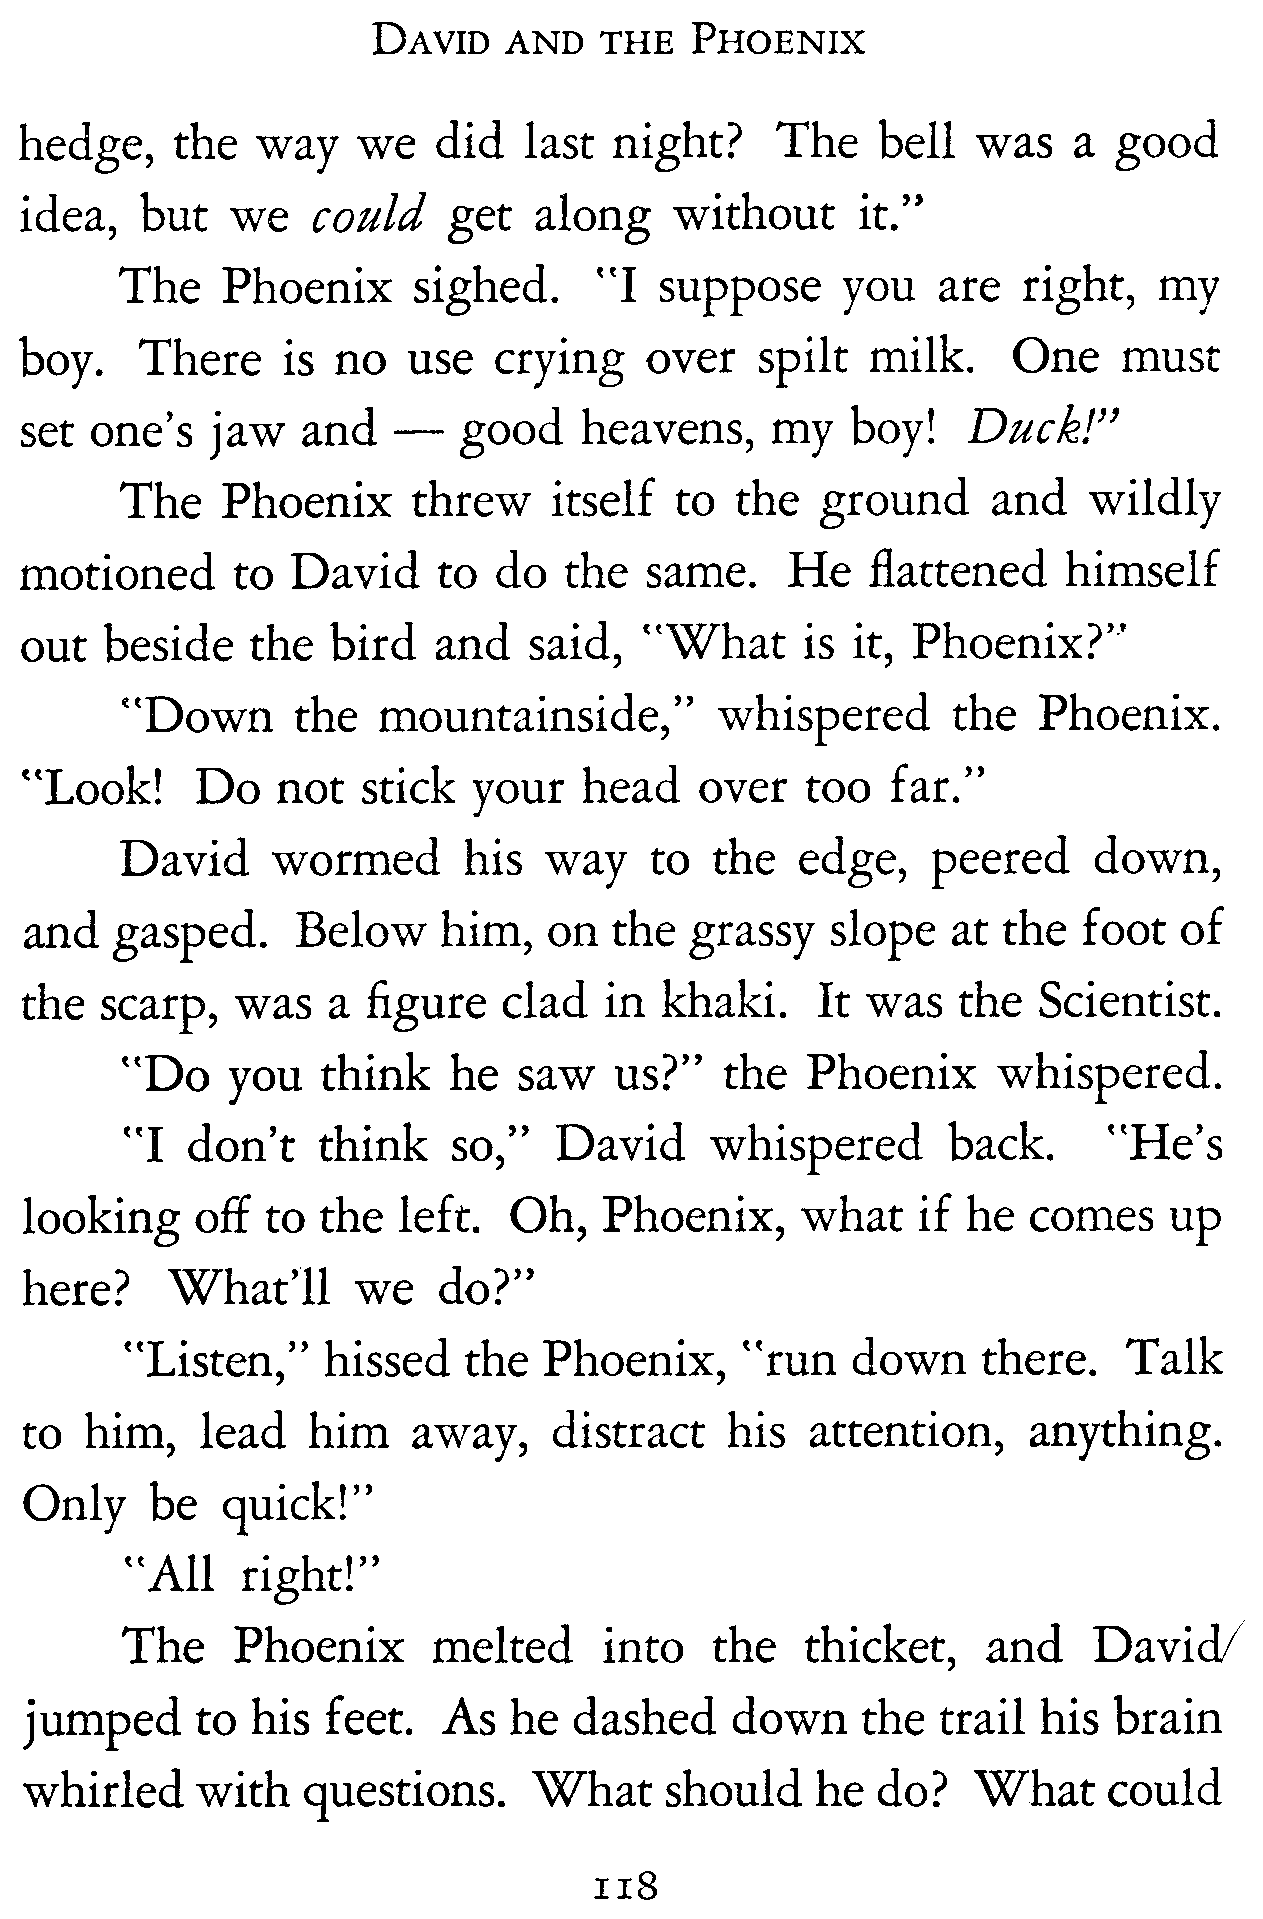 DAVID AND THE PHOENIX
hedge, the way we did last night? The bell was a good
idea, but we could get along without it.”
The Phoenix sighed. “I suppose you are right, my
boy. There is no use crying over spilt milk. One must
set one’s jaw and — good heavens, my boy! Duck!”
The Phoenix threw itself to the ground and wildly
motioned to David to do the same. He flattened himself
out beside the bird and said, “What is it, Phoenix?”
“Down the mountainside,” whispered the Phoenix.
“Look! Do not stick your head over too far.”
David wormed his way to the edge, peered down,
and gasped. Below him, on the grassy slope at the foot of
the scarp, was a figure clad in khaki. It was the Scientist.
“Do you think he saw us?” the Phoenix whispered.
“I don’t think so,” David whispered back. “He’s
looking off to the left. Oh, Phoenix, what if he comes up
here? What’ll we do?”
“Listen,” hissed the Phoenix, “run down there. Talk
to him, lead him away, distract his attention, anything.
Only be quick!”
“All right!”
The Phoenix melted into the thicket, and David
jumped to his feet. As he dashed down the trail his brain
whirled with questions. What should he do? What could
118